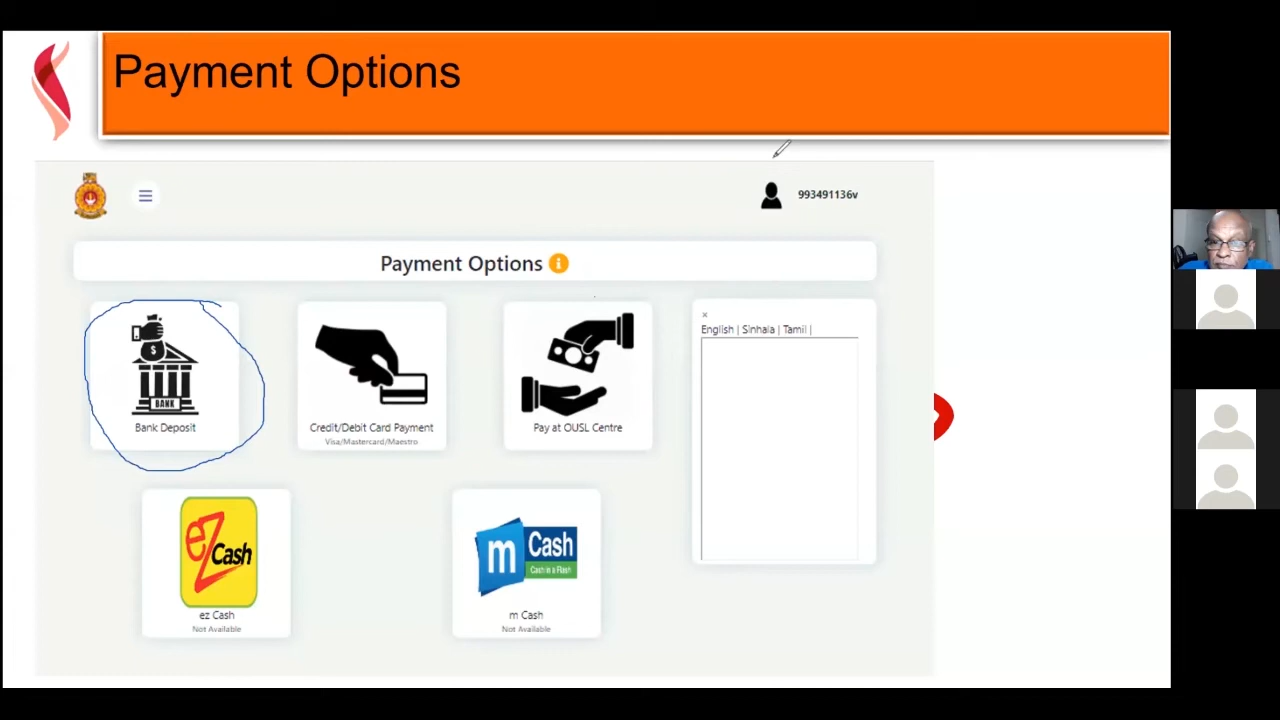 Payment Options
993491136v
Payment Options i
×
English | Sinhala | Tamil |
BANK
Bank Deposit
Credit/Debit Card Payment
Visa/Mastercard/Maestro
Pay at OUSL Centre
eZ Cash
ez Cash
Not Available
m Cash
Cash in a Flash
m Cash
Not Available